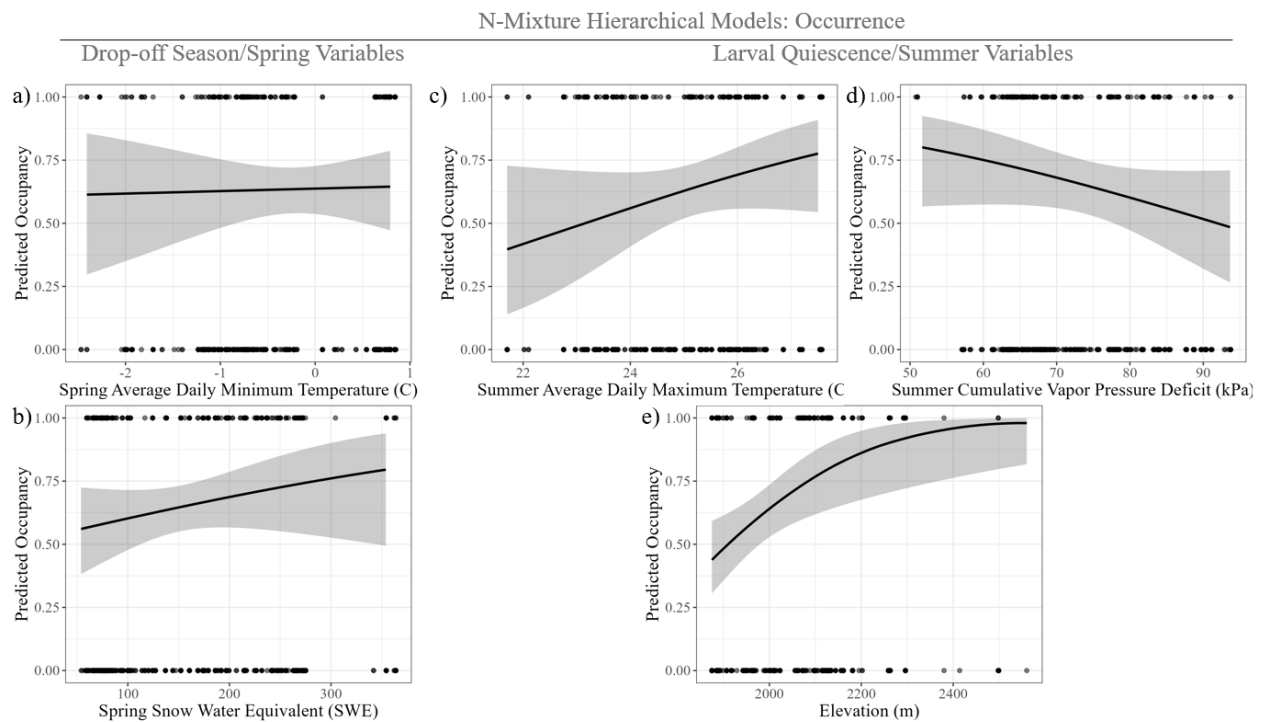 N-Mixture Hierarchical Models: Occurrence
Drop-off Season/Spring Variables
Larval Quiescence/Summer Variables
a)
1.00
0.75
0.50
0.25
0.00
Predicted Occupancy
-2
-1
0
1
Spring Average Daily Minimum Temperature (C)
c)
1.00
0.75
0.50
0.25
0.00
Predicted Occupancy
22
24
26
Summer Average Daily Maximum Temperature (C
d)
1.00
0.75
0.50
0.25
0.00
Predicted Occupancy
50
60
70
80
90
Summer Cumulative Vapor Pressure Deficit (kPa)
b)
1.00
0.75
0.50
0.25
0.00
Predicted Occupancy
100
200
300
Spring Snow Water Equivalent (SWE)
e)
1.00
0.75
0.50
0.25
0.00
Predicted Occupancy
2000
2200
2400
Elevation (m)